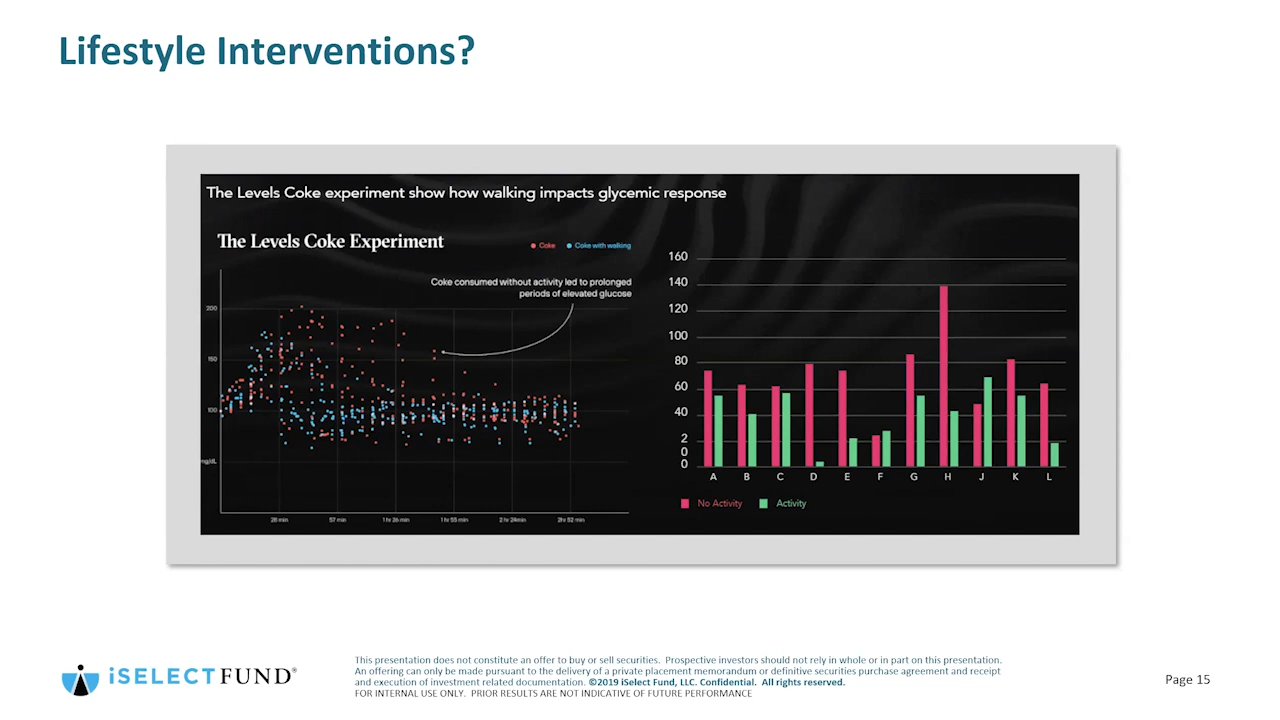 Lifestyle Interventions?
The Levels Coke experiment show how walking impacts glycemic response
The Levels Coke Experiment
Coke
Coke with walking
Coke consumed without activity led to prolonged
periods of elevated glucose
200
150
100
mg/dL
28 min
57 min
1 hr 26 min
1 hr 55 min
2 hr 24min
2hr 52 min
160
140
120
100
80
60
40
2
0
0
A B C D E F G H J K L
No Activity
Activity
iSELECTFUND®
This presentation does not constitute an offer to buy or sell securities. Prospective investors should not rely in whole or in part on this presentation.
An offering can only be made pursuant to the delivery of a private placement memorandum or definitive securities purchase agreement and receipt
and execution of investment related documentation. ©2019 iSelect Fund, LLC. Confidential. All rights reserved.
FOR INTERNAL USE ONLY. PRIOR RESULTS ARE NOT INDICATIVE OF FUTURE PERFORMANCE
Page 15